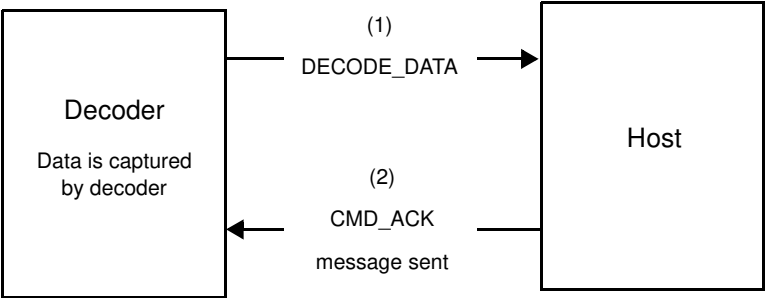 Decoder
Data is captured
by decoder
(1)
DECODE_DATA
(2)
CMD_ACK
message sent
Host